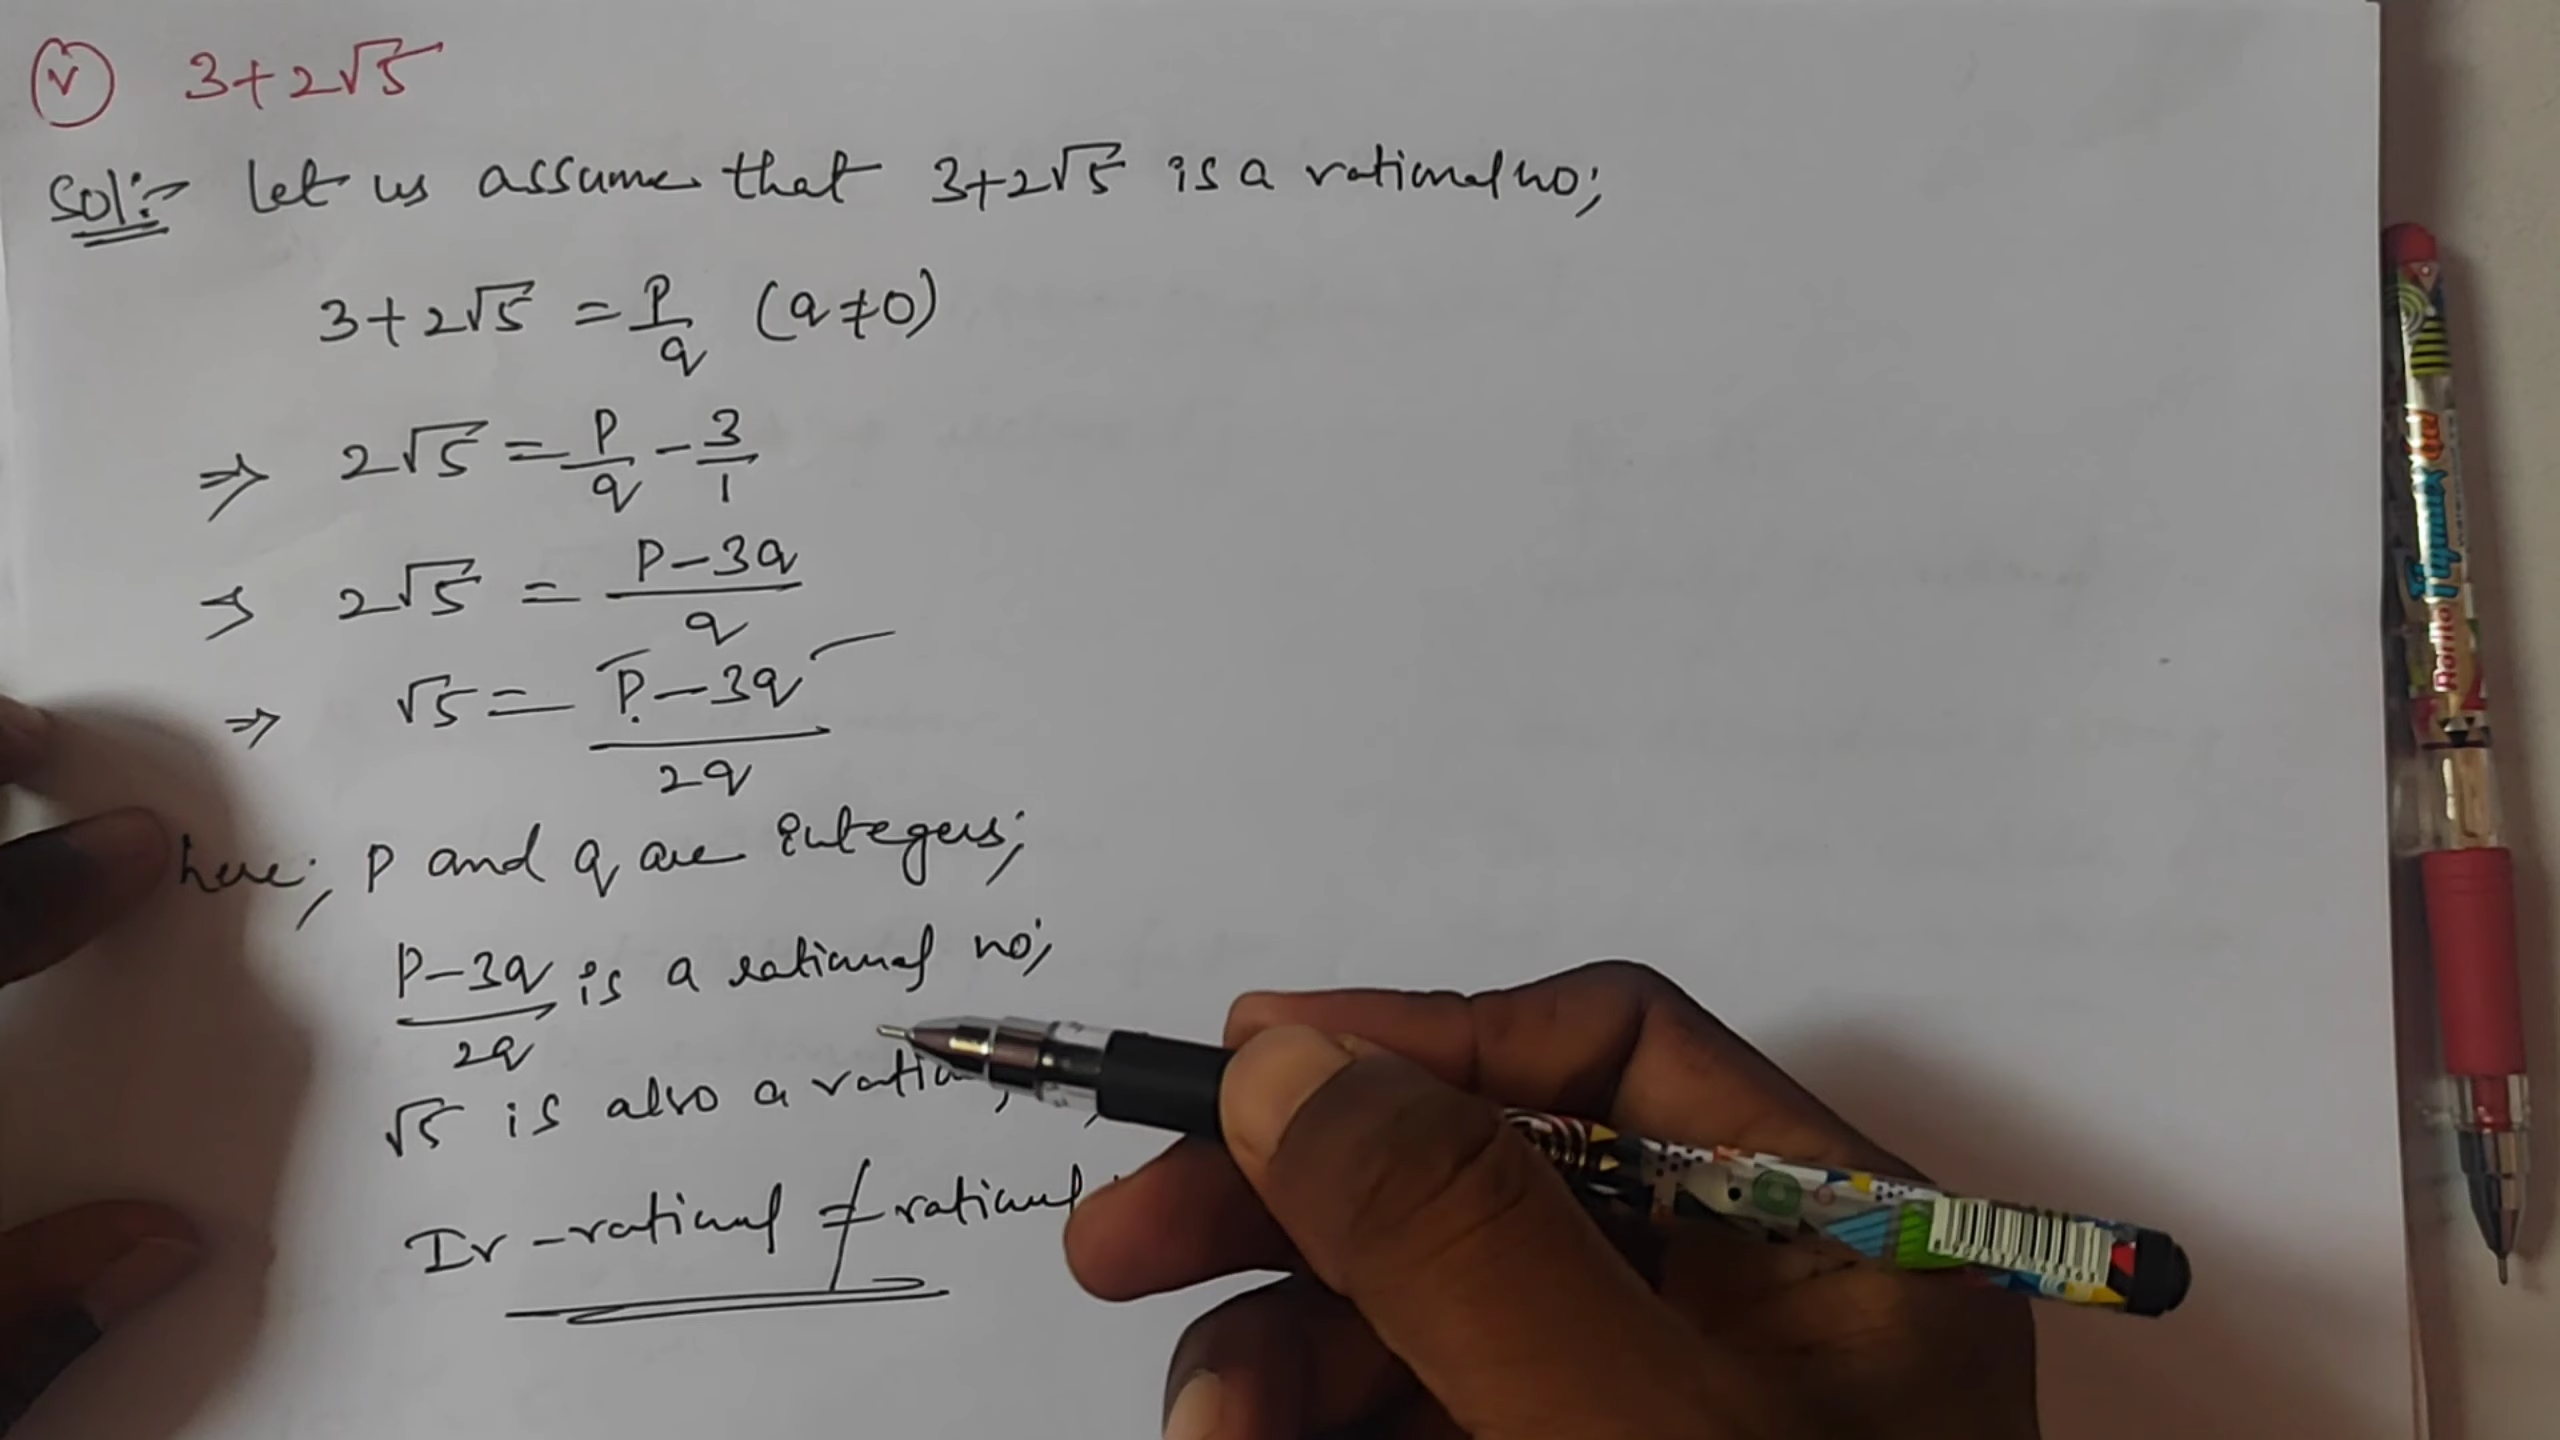 (v) 3+2√5
Sol:- Let us assume that 3+2√5 is a rational no;
3+2√5 = p/q (q≠0)
⇒ 2√5 = p/q - 3/1
⇒ 2√5 = p-3q/q
⇒ √5 = p-3q/2q
here; p and q are integers;
p-3q/2q is a rational no;
√5 is also a
Ir-rational ≠ rational